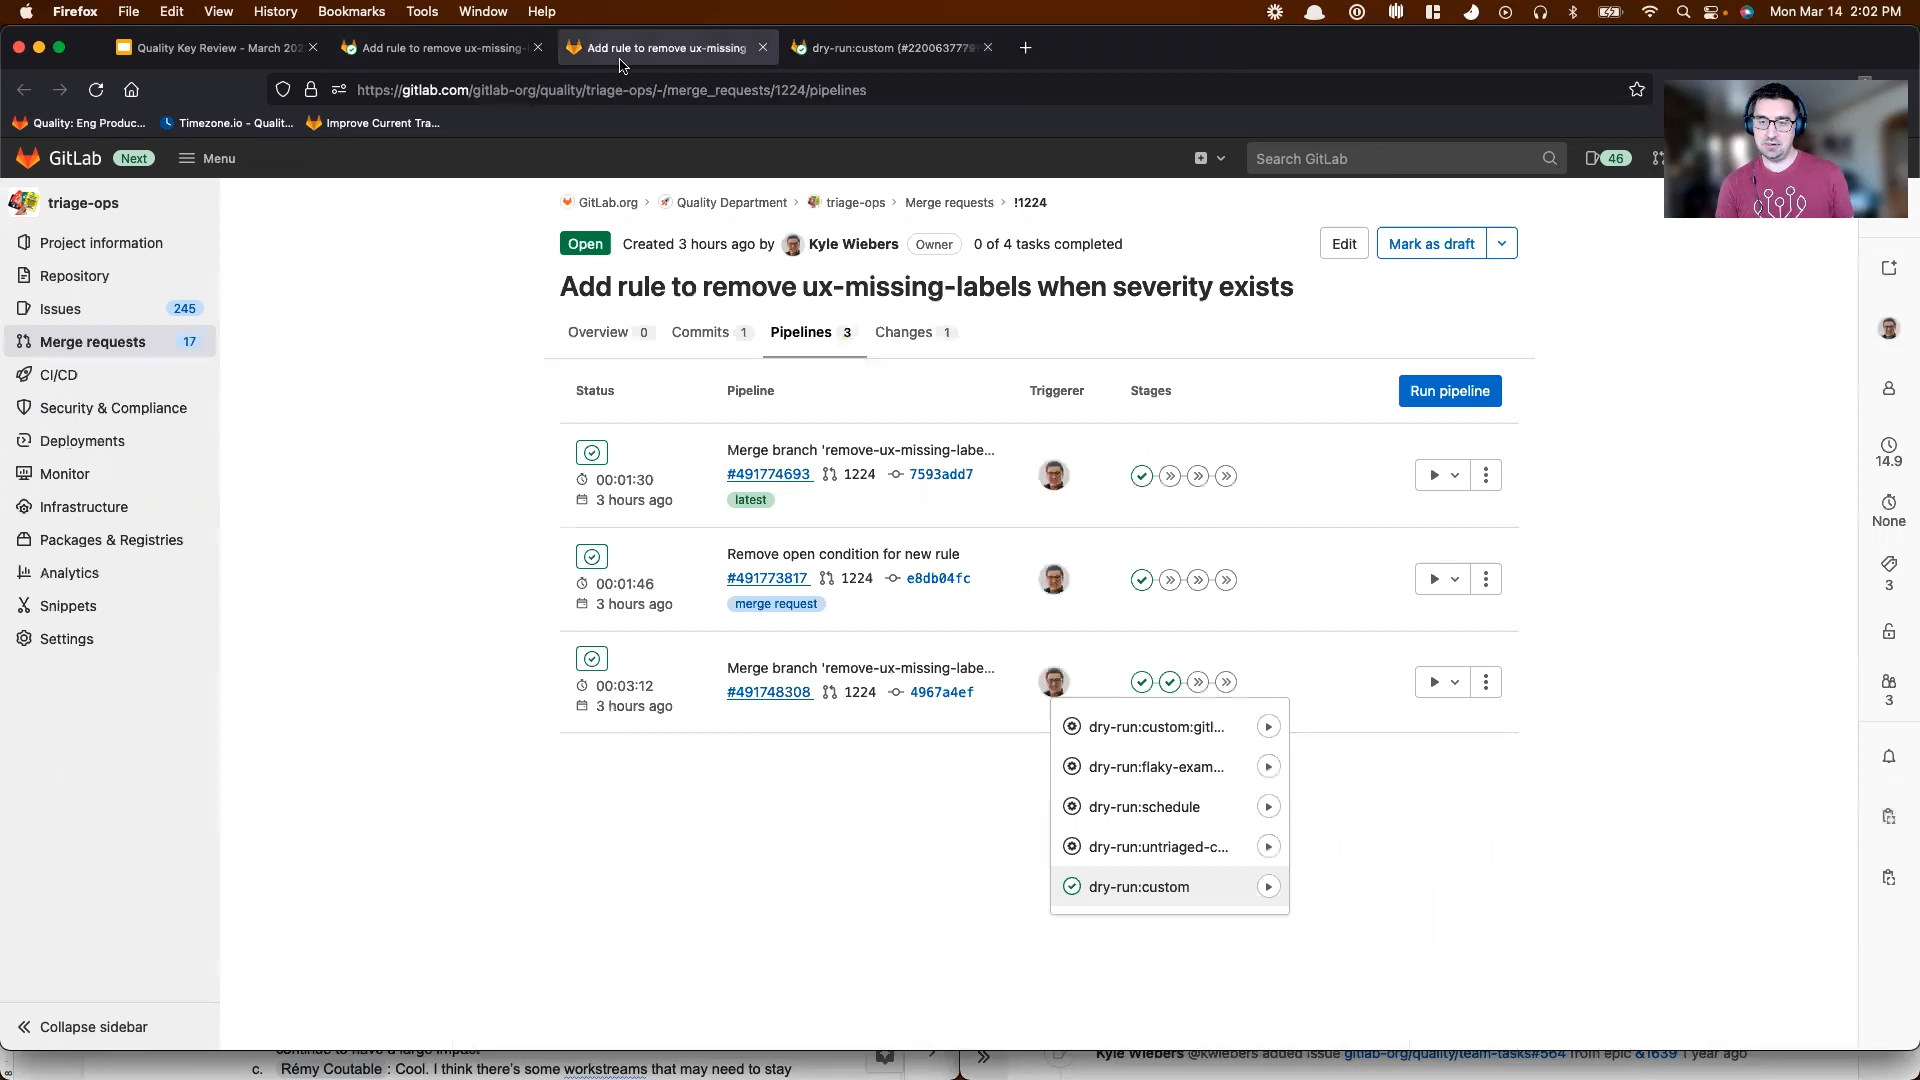 Firefox File Edit View History Bookmarks Tools Window Help Mon Mar 14 2:02 PM
Quality Key Review - March 202 Add rule to remove ux-missing- Add rule to remove ux-missing dry-run:custom (#2200637779
https://gitlab.com/gitlab-org/quality/triage-ops/-/merge_requests/1224/pipelines
Quality: Eng Produc... Timezone.io - Qualit... Improve Current Tra...
GitLab Next Menu Search GitLab 46
triage-ops
Project information
Repository
Issues 245
Merge requests 17
CI/CD
Security & Compliance
Deployments
Monitor
Infrastructure
Packages & Registries
Analytics
Snippets
Settings
Collapse sidebar
GitLab.org › Quality Department › triage-ops › Merge requests › !1224
Open Created 3 hours ago by Kyle Wiebers Owner 0 of 4 tasks completed Edit Mark as draft
Add rule to remove ux-missing-labels when severity exists
Overview 0 Commits 1 Pipelines 3 Changes 1
Status Pipeline Triggerer Stages Run pipeline
Merge branch 'remove-ux-missing-labe...
00:01:30 #491774693 1224 7593add7
3 hours ago latest
Remove open condition for new rule
00:01:46 #491773817 1224 e8db04fc
3 hours ago merge request
Merge branch 'remove-ux-missing-labe...
00:03:12 #491748308 1224 4967a4ef
3 hours ago
dry-run:custom:gitl...
dry-run:flaky-exam...
dry-run:schedule
dry-run:untriaged-c...
dry-run:custom
14.9
None
3
3
continue to have a large impact
Kyle Wiebers @kwiebers added issue gitlab-org/quality/team-tasks#564 from epic &1639 1 year ago
c. Rémy Coutable : Cool. I think there's some workstreams that may need to stay